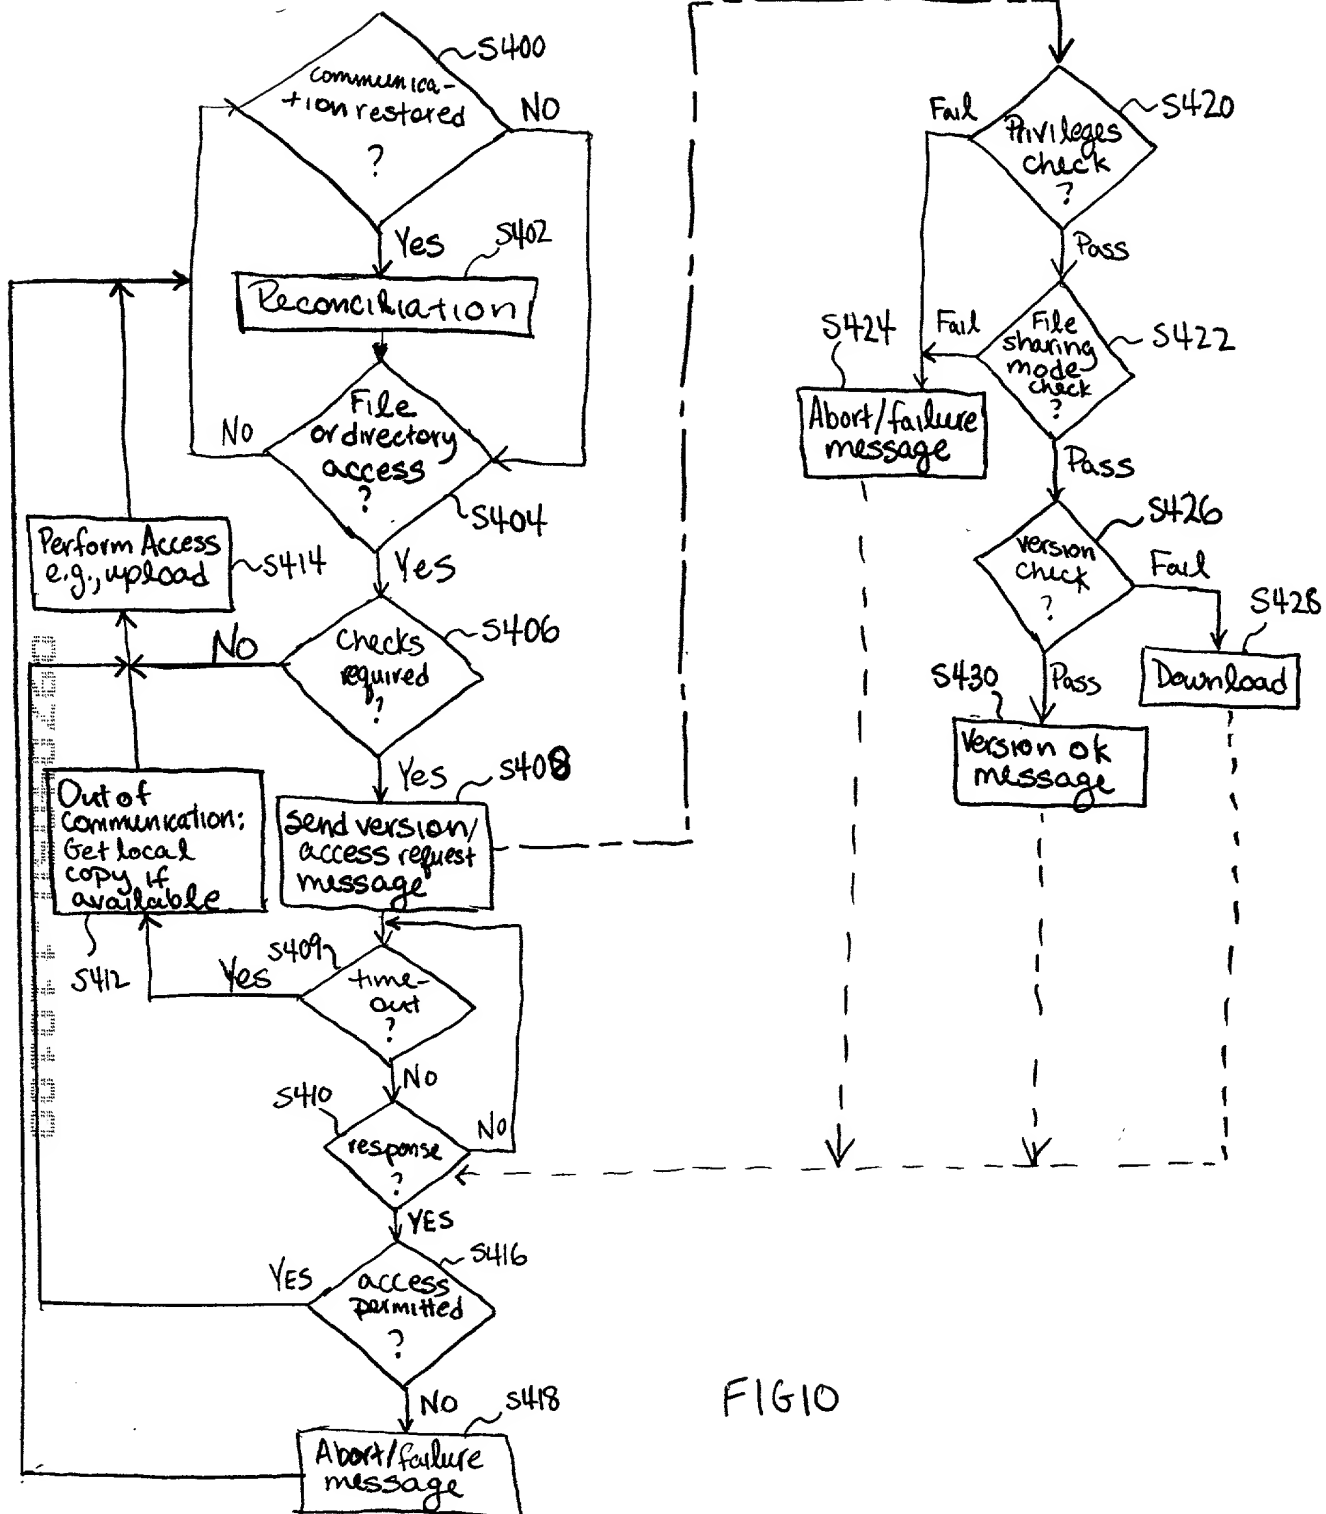 S400
communica-
tion restored
?
NO
Yes
S402
Reconciliation
File
or directory
access
?
No
S404
Yes
Perform Access
e.g., upload
S414
Checks
required
?
S406
No
Yes
S408
Send version/
access request
message
Out of
communication:
Get local
copy if
available
S412
S409
time-
out
?
Yes
NO
S410
response
?
NO
YES
S416
access
permitted
?
YES
NO
S418
Abort/failure
message
Fail
S420
Privileges
check
?
Pass
S424
Fail
File
sharing
mode
check
?
S422
Abort/failure
message
Pass
S426
version
check
?
Fail
S428
Download
S430
Pass
Version ok
message
FIG10